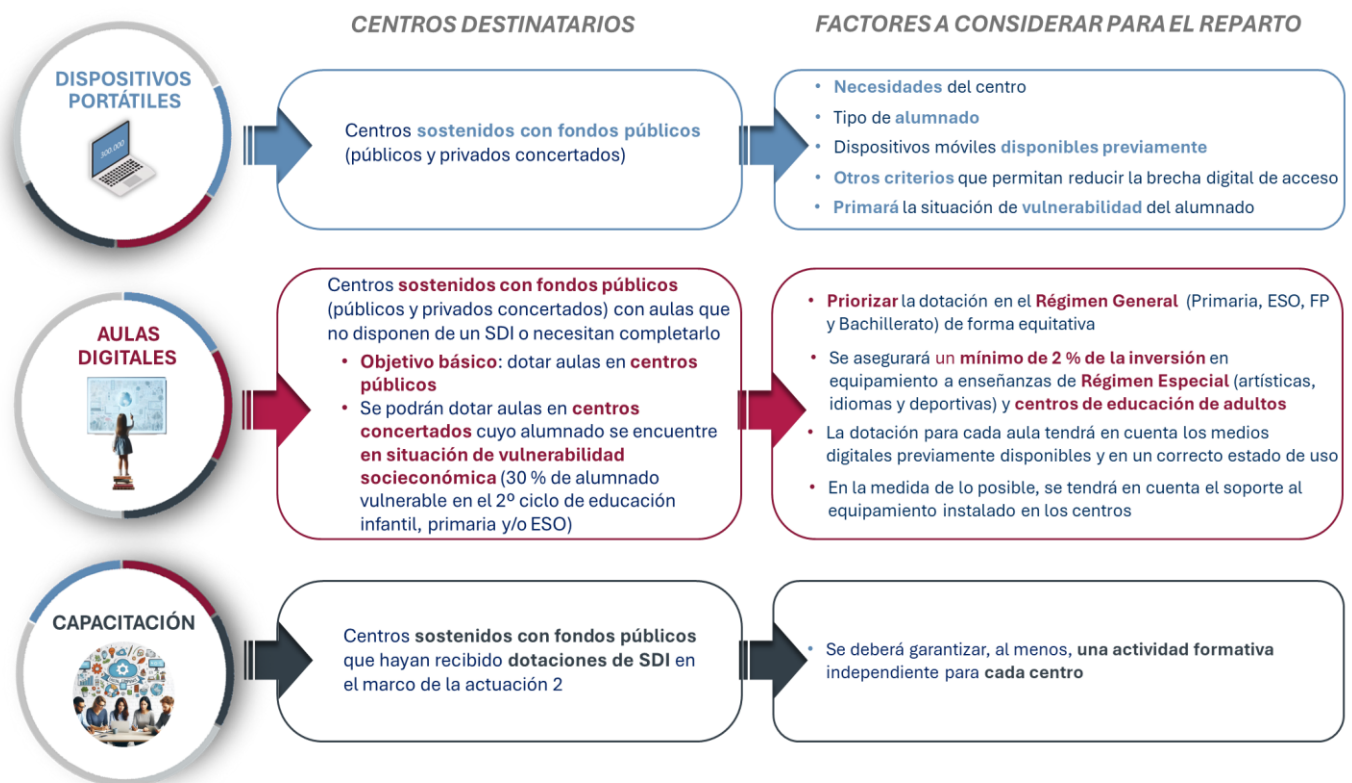 CENTROS DESTINATARIOS
FACTORES A CONSIDERAR PARA EL REPARTO
DISPOSITIVOS
PORTÁTILES
300.000
Centros sostenidos con fondos públicos
(públicos y privados concertados)
• Necesidades del centro
• Tipo de alumnado
• Dispositivos móviles disponibles previamente
• Otros criterios que permitan reducir la brecha digital de acceso
• Primará la situación de vulnerabilidad del alumnado
AULAS
DIGITALES
Centros sostenidos con fondos públicos
(públicos y privados concertados) con aulas que
no disponen de un SDI o necesitan completarlo
• Objetivo básico: dotar aulas en centros
públicos
• Se podrán dotar aulas en centros
concertados cuyo alumnado se encuentre
en situación de vulnerabilidad
socioeconómica (30 % de alumnado
vulnerable en el 2º ciclo de educación
infantil, primaria y/o ESO)
• Priorizar la dotación en el Régimen General (Primaria, ESO, FP
y Bachillerato) de forma equitativa
• Se asegurará un mínimo de 2 % de la inversión en
equipamiento a enseñanzas de Régimen Especial (artísticas,
idiomas y deportivas) y centros de educación de adultos
• La dotación para cada aula tendrá en cuenta los medios
digitales previamente disponibles y en un correcto estado de uso
• En la medida de lo posible, se tendrá en cuenta el soporte al
equipamiento instalado en los centros
CAPACITACIÓN
Centros sostenidos con fondos públicos
que hayan recibido dotaciones de SDI en
el marco de la actuación 2
• Se deberá garantizar, al menos, una actividad formativa
independiente para cada centro